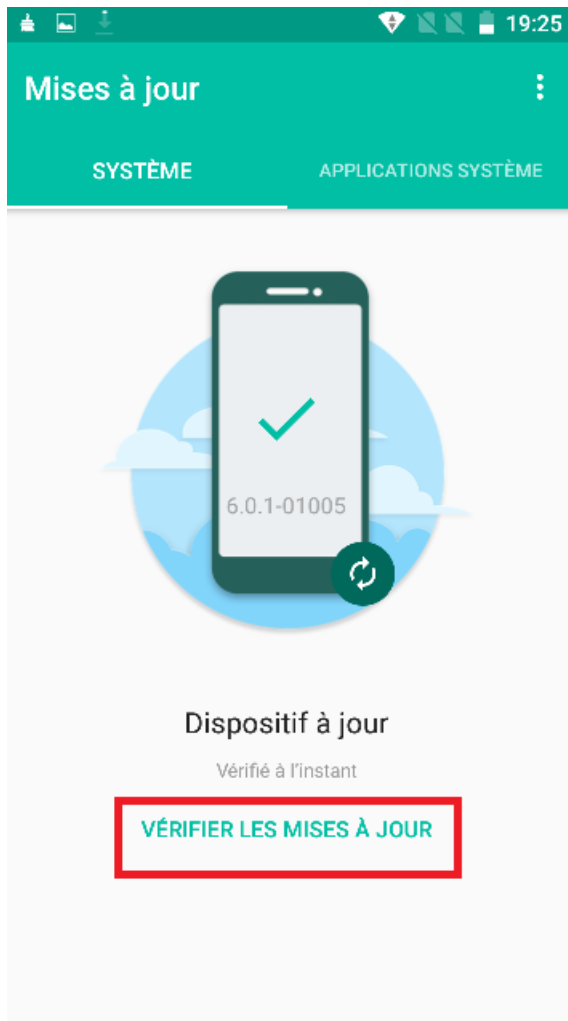 19:25
Mises à jour
SYSTÈME
APPLICATIONS SYSTÈME
6.0.1-01005
Dispositif à jour
Vérifié à l'instant
VÉRIFIER LES MISES À JOUR